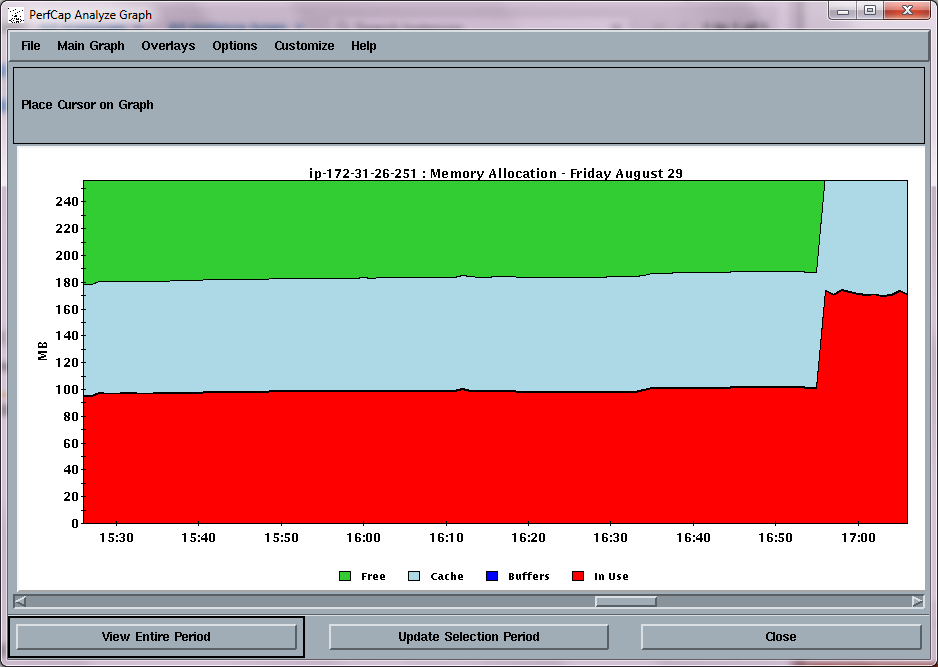 PerfCap Analyze Graph
File Main Graph Overlays Options Customize Help
Place Cursor on Graph
ip-172-31-26-251 : Memory Allocation - Friday August 29
240
220
200
180
160
140
120
100
80
60
40
20
0
MB
15:30 15:40 15:50 16:00 16:10 16:20 16:30 16:40 16:50 17:00
Free Cache Buffers In Use
View Entire Period Update Selection Period Close